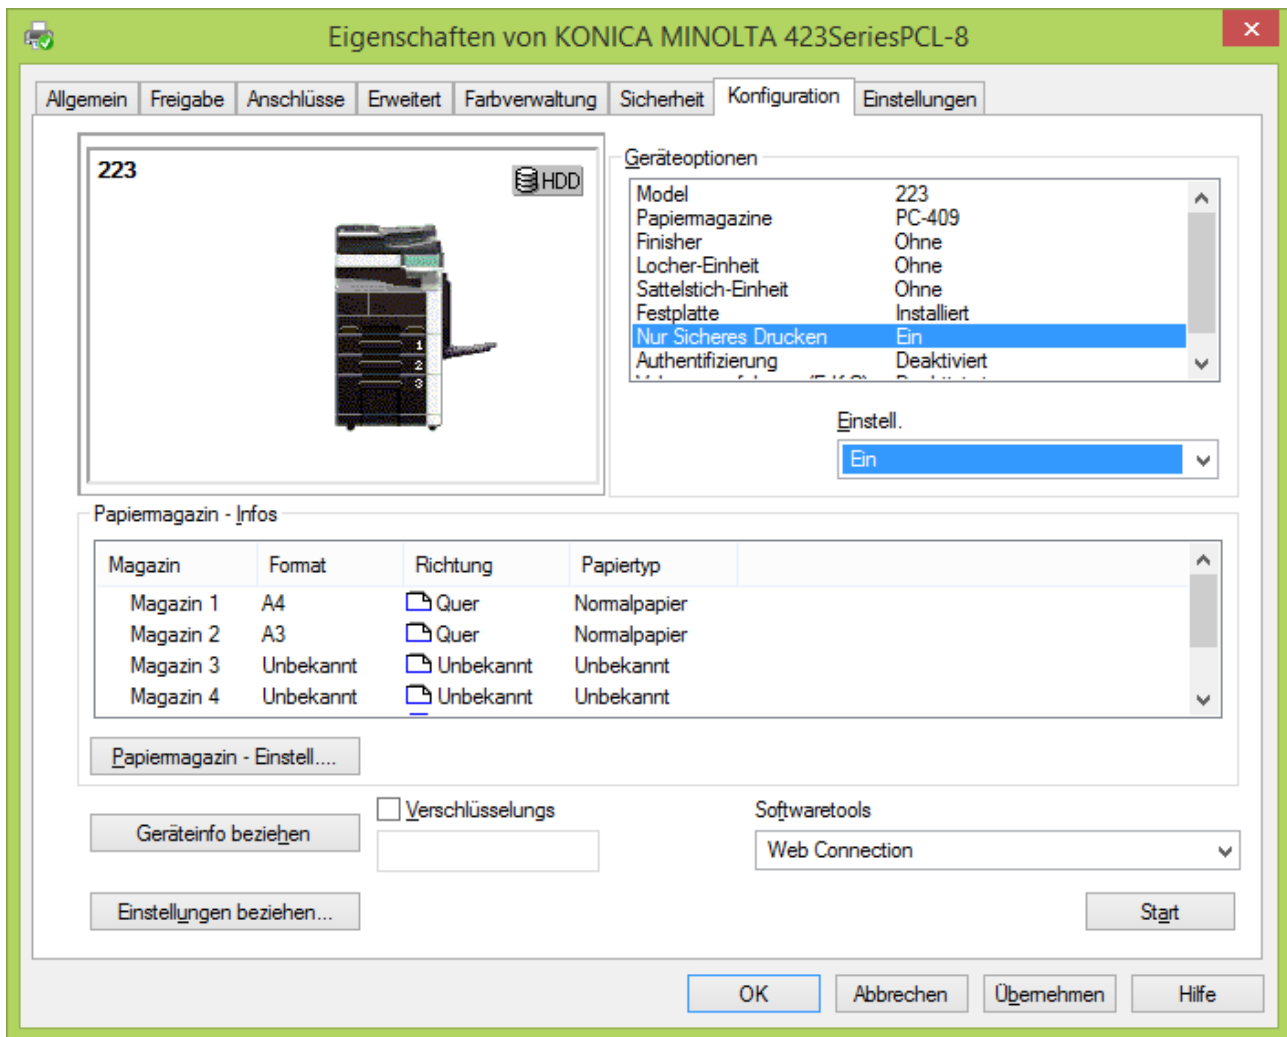 Eigenschaften von KONICA MINOLTA 423SeriesPCL-8
Allgemein Freigabe Anschlüsse Erweitert Farbverwaltung Sicherheit Konfiguration Einstellungen
223
HDD
1
2
3
Geräteoptionen
Model 223
Papiermagazine PC-409
Finisher Ohne
Locher-Einheit Ohne
Sattelstich-Einheit Ohne
Festplatte Installiert
Nur Sicheres Drucken Ein
Authentifizierung Deaktiviert
Einstell.
Ein
Papiermagazin - Infos
Magazin Format Richtung Papiertyp
Magazin 1 A4 Quer Normalpapier
Magazin 2 A3 Quer Normalpapier
Magazin 3 Unbekannt Unbekannt Unbekannt
Magazin 4 Unbekannt Unbekannt Unbekannt
Papiermagazin - Einstell....
Geräteinfo beziehen
Verschlüsselungs
Softwaretools
Web Connection
Einstellungen beziehen...
Start
OK Abbrechen Übernehmen Hilfe